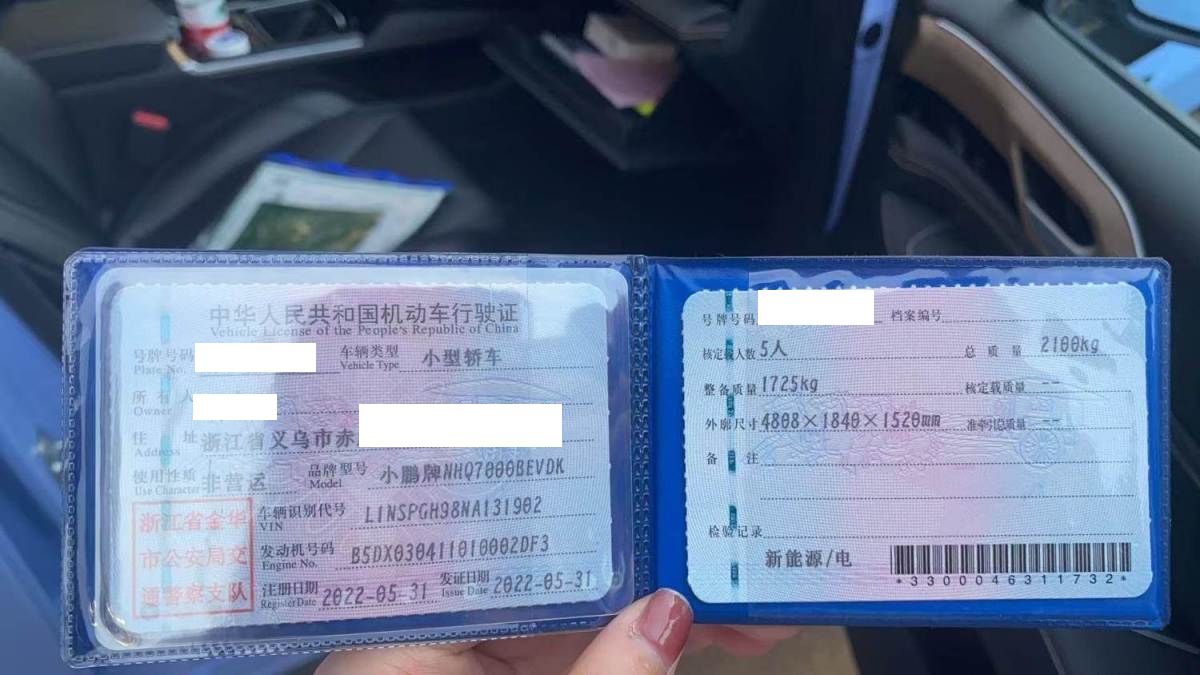 中华人民共和国机动车行驶证
Vehicle License of the People's Republic of China
号牌号码
Plate No.
车辆类型 小型轿车
Vehicle Type
所有人
Owner
住址 浙江省义乌市赤
Address
使用性质 非营运
Use Character
品牌型号 小鹏牌NHQ7000BEVDK
Model
浙江省金华
市公安局交
通警察支队
车辆识别代号 L1NSPGH98NA131902
VIN
发动机号码 B5DX030411010002DF3
Engine No.
注册日期 2022-05-31
Register Date
发证日期 2022-05-31
Issue Date
号牌号码
档案编号
核定载人数 5人
总质量 2100kg
整备质量 1725kg
核定载质量 --
外廓尺寸 4808×1840×1520mm
准牵引总质量 --
备注
检验记录
新能源/电
*3300046311732*